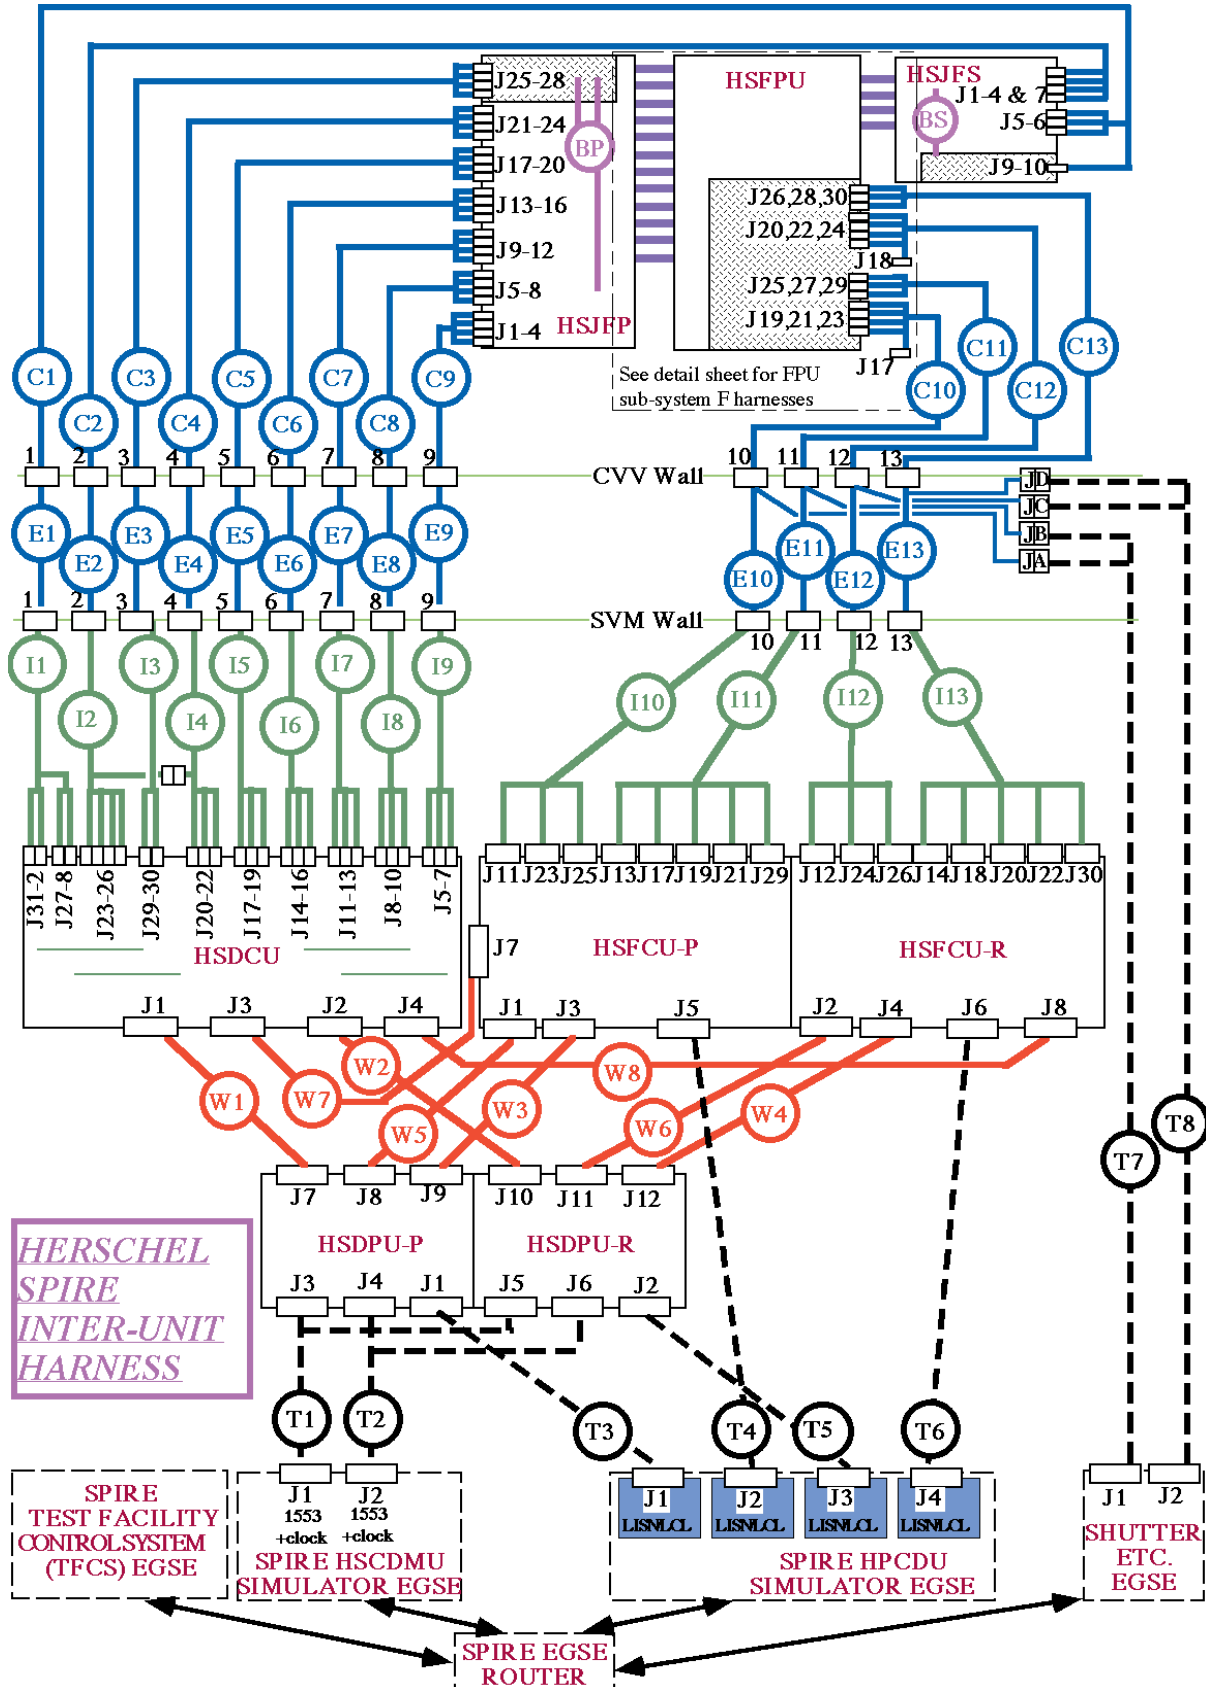 HSJFP
HSFPU
HSJFS
J25-28
J21-24
J17-20
J13-16
J9-12
J5-8
J1-4
BP
BS
J1-4 & 7
J5-6
J9-10
J26,28,30
J20,22,24
J18
J25,27,29
J19,21,23
J17
See detail sheet for FPU
sub-system F harnesses
C1
C2
C3
C4
C5
C6
C7
C8
C9
C10
C11
C12
C13
1 2 3 4 5 6 7 8 9 10 11 12 13
CVV Wall
JD
JC
JB
JA
E1
E2
E3
E4
E5
E6
E7
E8
E9
E10
E11
E12
E13
1 2 3 4 5 6 7 8 9
SVM Wall
10 11 12 13
I1
I2
I3
I4
I5
I6
I7
I8
I9
I10
I11
I12
I13
J31-2
J27-8
J23-26
J29-30
J20-22
J17-19
J14-16
J11-13
J8-10
J5-7
HSDCU
J11 J23 J25 J13 J17 J19 J21 J29
J12 J24 J26 J14 J18 J20 J22 J30
J7
HSFCU-P
HSFCU-R
J1 J3 J2 J4
J1 J3 J5
J2 J4 J6 J8
W1
W7
W2
W5
W3
W8
W6
W4
T7
T8
J7 J8 J9 J10 J11 J12
HSDPU-P
HSDPU-R
J3 J4 J1 J5 J6 J2
HERSCHEL
SPIRE
INTER-UNIT
HARNESS
T1
T2
T3
T4
T5
T6
SPIRE
TEST FACILITY
CONTROLSYSTEM
(TFCS) EGSE
J1
1553
+clock
J2
1553
+clock
SPIRE HSCDMU
SIMULATOR EGSE
J1
LISN/LCL
J2
LISN/LCL
J3
LISN/LCL
J4
LISN/LCL
SPIRE HPCDU
SIMULATOR EGSE
J1 J2
SHUTTER
ETC.
EGSE
SPIRE EGSE
ROUTER